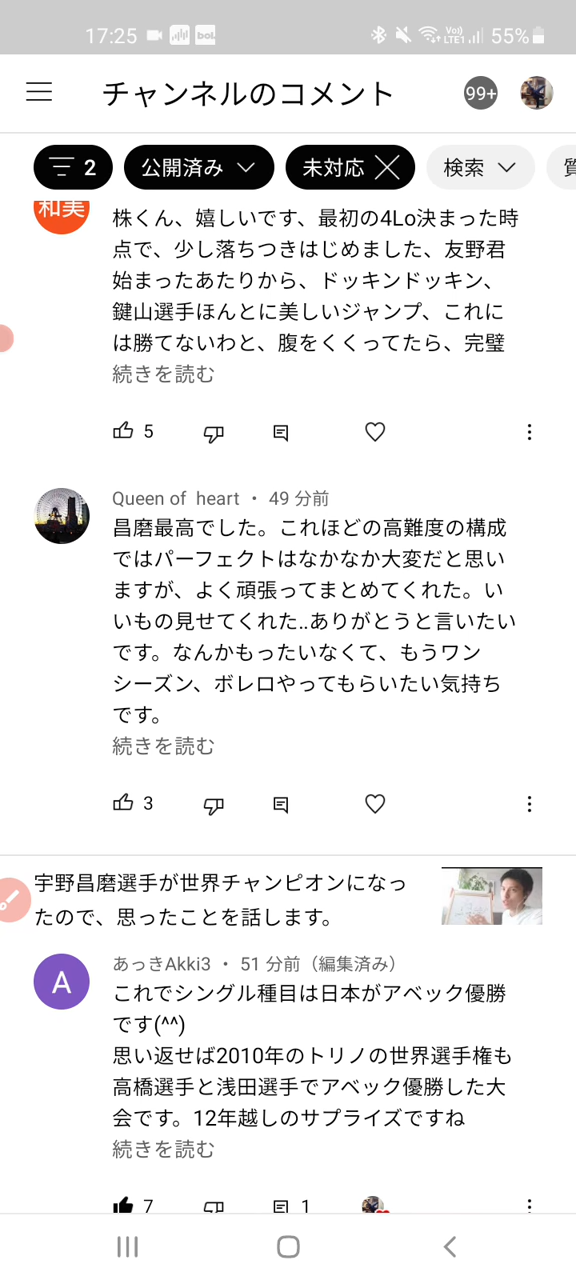 17:25
bot
Vo))
LTE1
55%
チャンネルのコメント
99+
2
公開済み
未対応
検索
質
和美
株くん、嬉しいです、最初の4Lo決まった時
点で、少し落ちつきはじめました、友野君
始まったあたりから、ドッキンドッキン、
鍵山選手ほんとに美しいジャンプ、これに
は勝てないわと、腹をくくってたら、完璧
続きを読む
5
Queen of heart • 49 分前
昌磨最高でした。これほどの高難度の構成
ではパーフェクトはなかなか大変だと思い
ますが、よく頑張ってまとめてくれた。い
いもの見せてくれた..ありがとうと言いたい
です。なんかもったいなくて、もうワン
シーズン、ボレロやってもらいたい気持ち
です。
続きを読む
3
宇野昌磨選手が世界チャンピオンになっ
たので、思ったことを話します。
A
あっきAkki3 • 51 分前（編集済み）
これでシングル種目は日本がアベック優勝
です(^^)
思い返せば2010年のトリノの世界選手権も
高橋選手と浅田選手でアベック優勝した大
会です。12年越しのサプライズですね
続きを読む
7
1